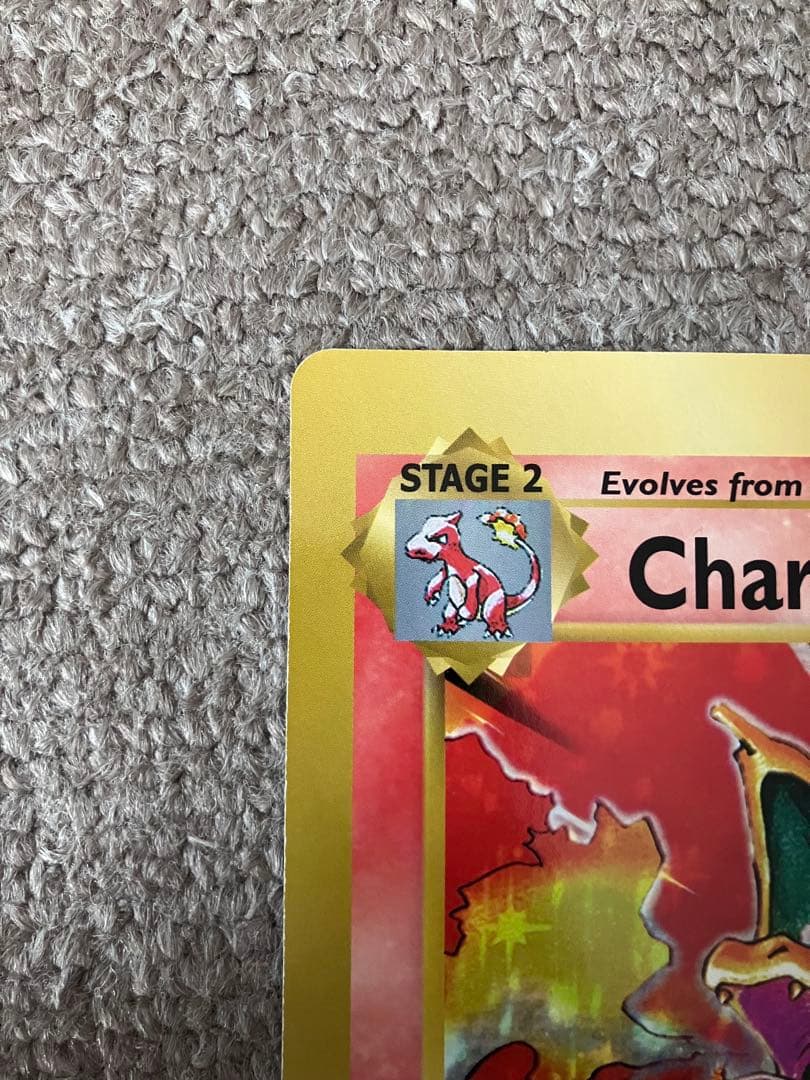 STAGE 2
Evolves from
Char